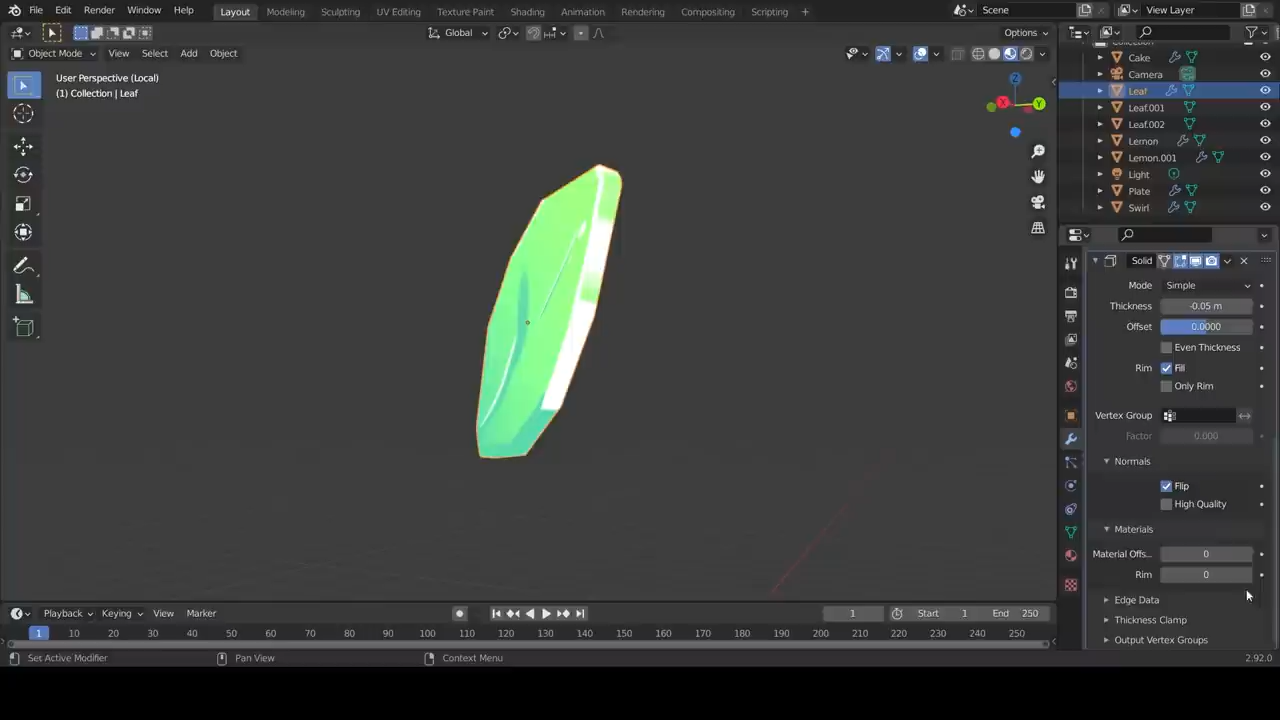 File Edit Render Window Help Layout Modeling Sculpting UV Editing Texture Paint Shading Animation Rendering Compositing Scripting + Scene View Layer
Global Options
Object Mode View Select Add Object
User Perspective (Local)
(1) Collection | Leaf
Z
X
Y
Collection
Cake
Camera
Leaf
Leaf.001
Leaf.002
Lemon
Lemon.001
Light
Plate
Swirl
Solid
Mode Simple
Thickness -0.05 m
Offset 0.0000
Even Thickness
Rim Fill
Only Rim
Vertex Group
Factor 0.000
Normals
Flip
High Quality
Materials
Material Offs... 0
Rim 0
Edge Data
Thickness Clamp
Output Vertex Groups
Playback Keying View Marker 1 Start 1 End 250
1 10 20 30 40 50 60 70 80 90 100 110 120 130 140 150 160 170 180 190 200 210 220 230 240 250
Set Active Modifier Pan View Context Menu 2.92.0